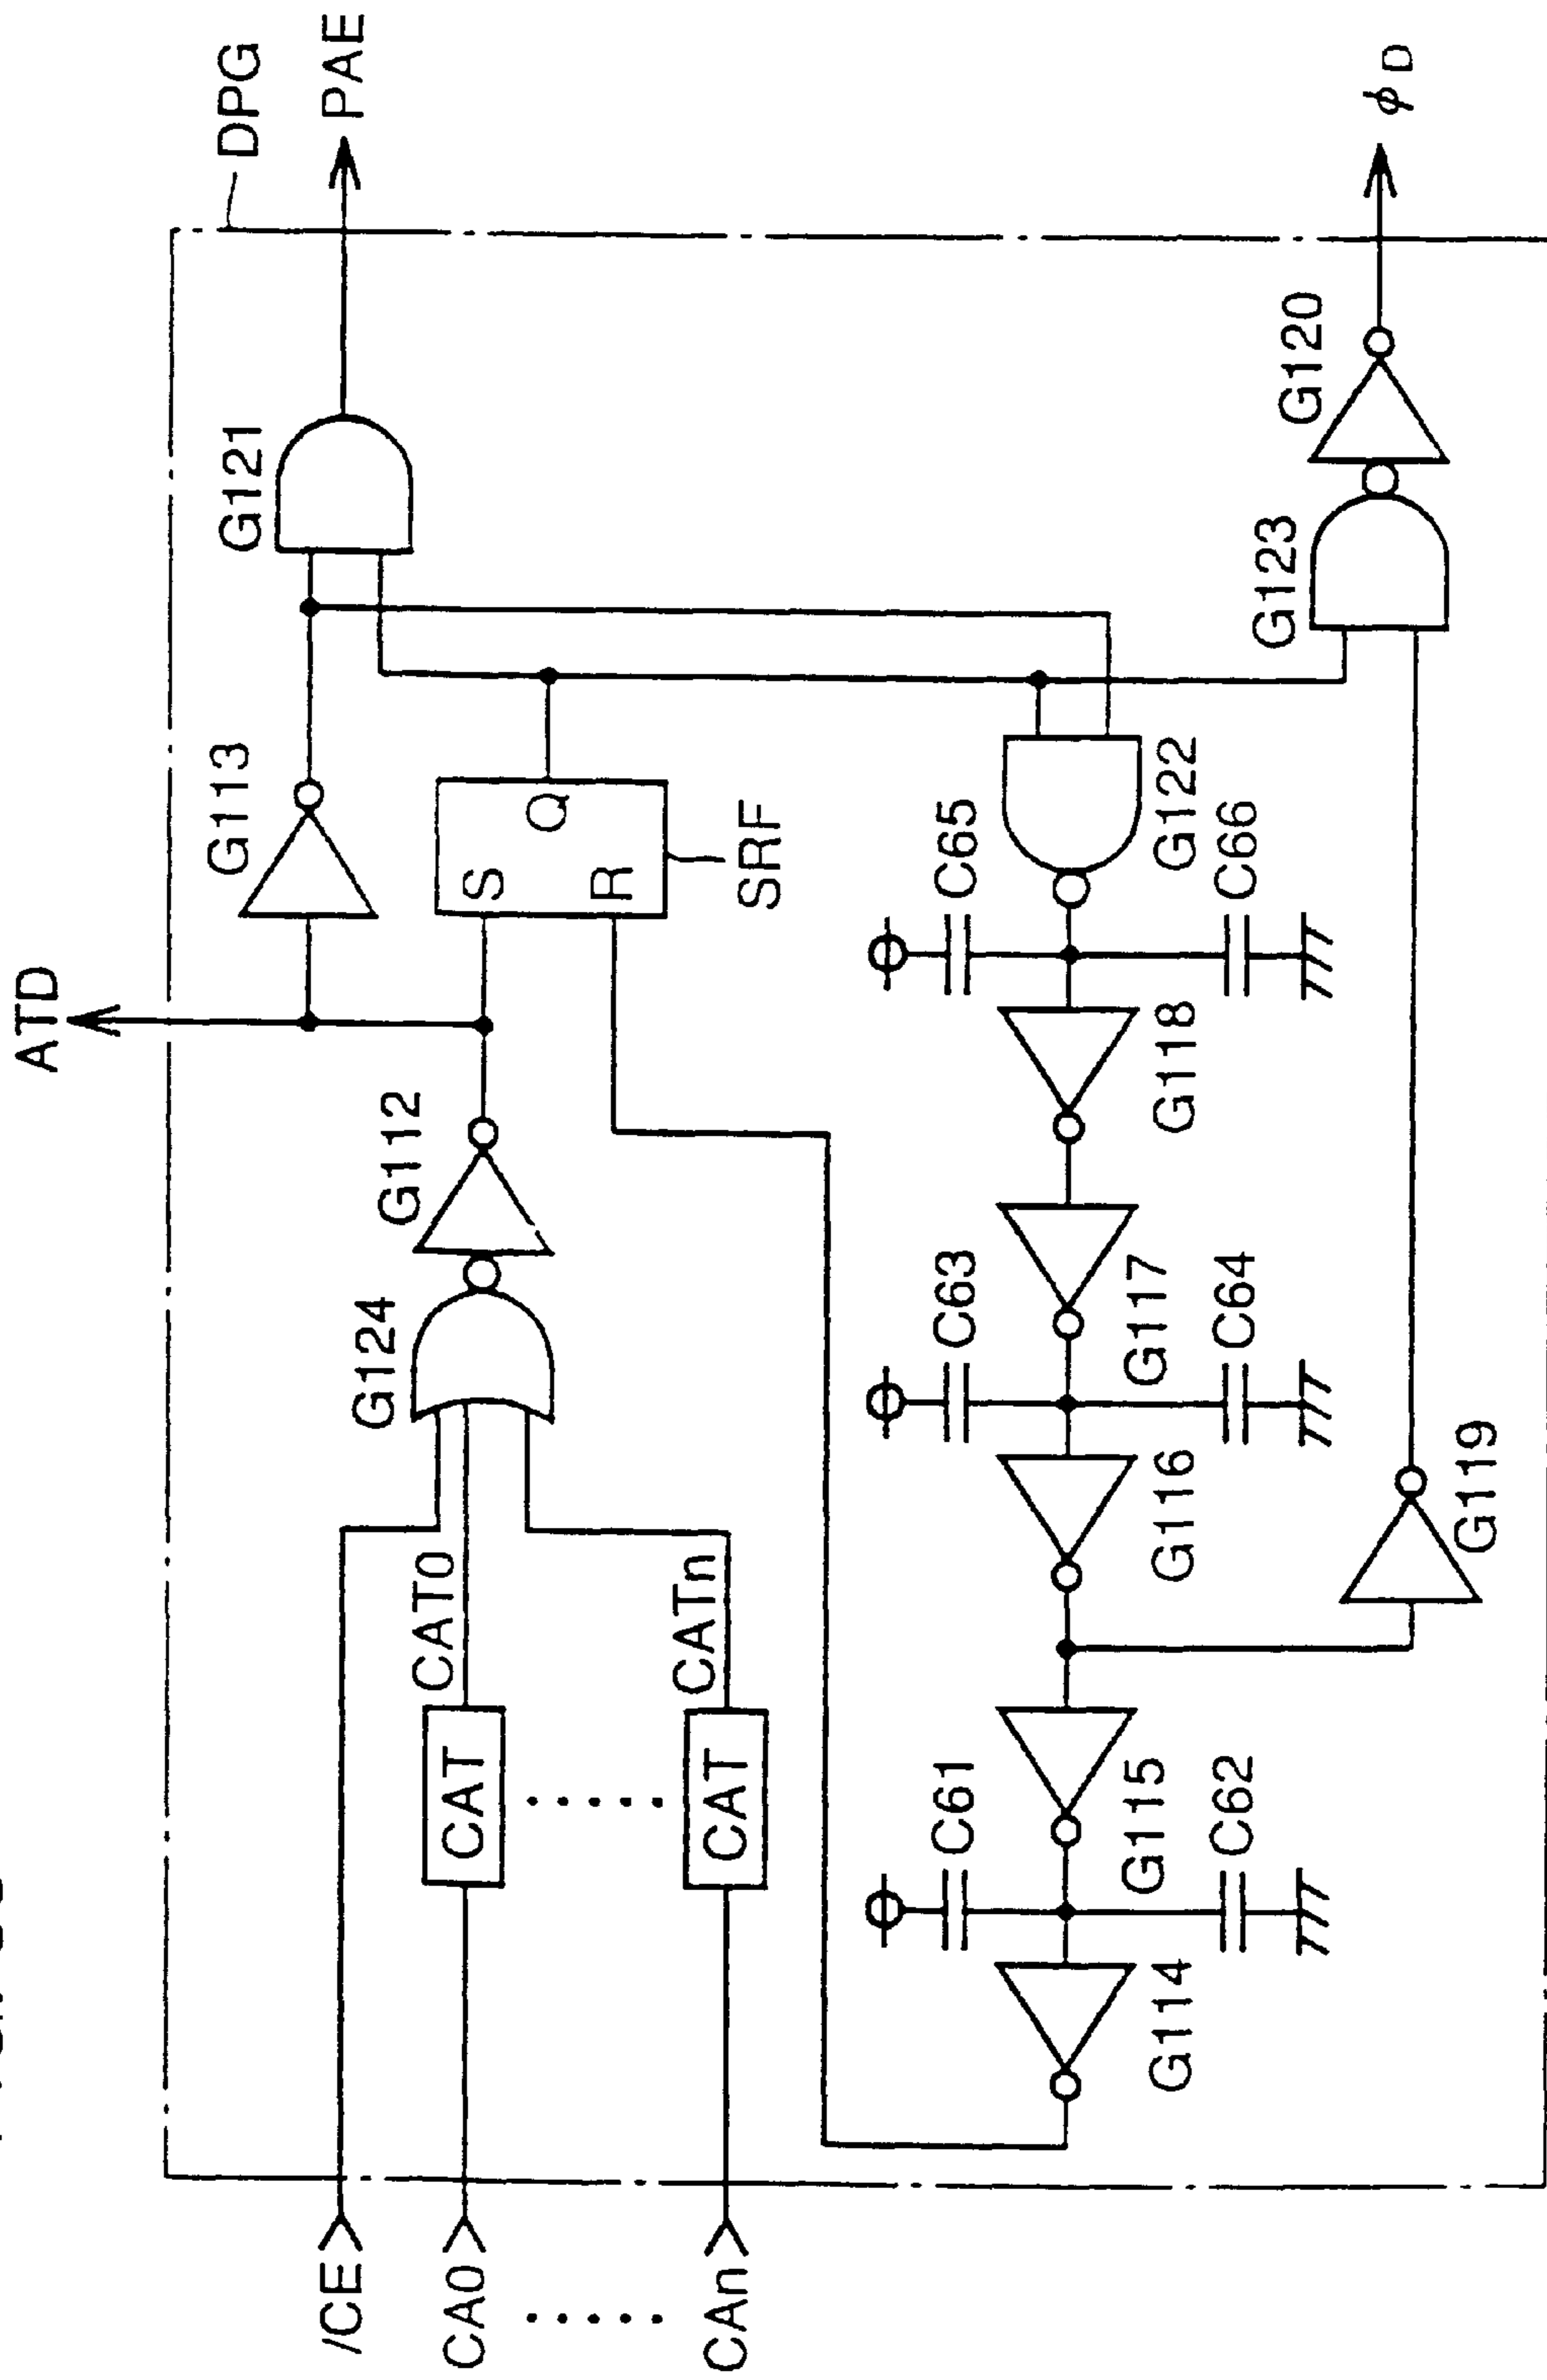 ATD
DPG
PAE
G113
G121
G112
G124
S
Q
R
SRF
/CE
CA0
CAT
CAT0
.....
.....
CAn
CAT
CATn
C61
C63
C65
G114
G115
G116
G117
G118
G122
C62
C64
C66
G119
G123
G120
ϕD